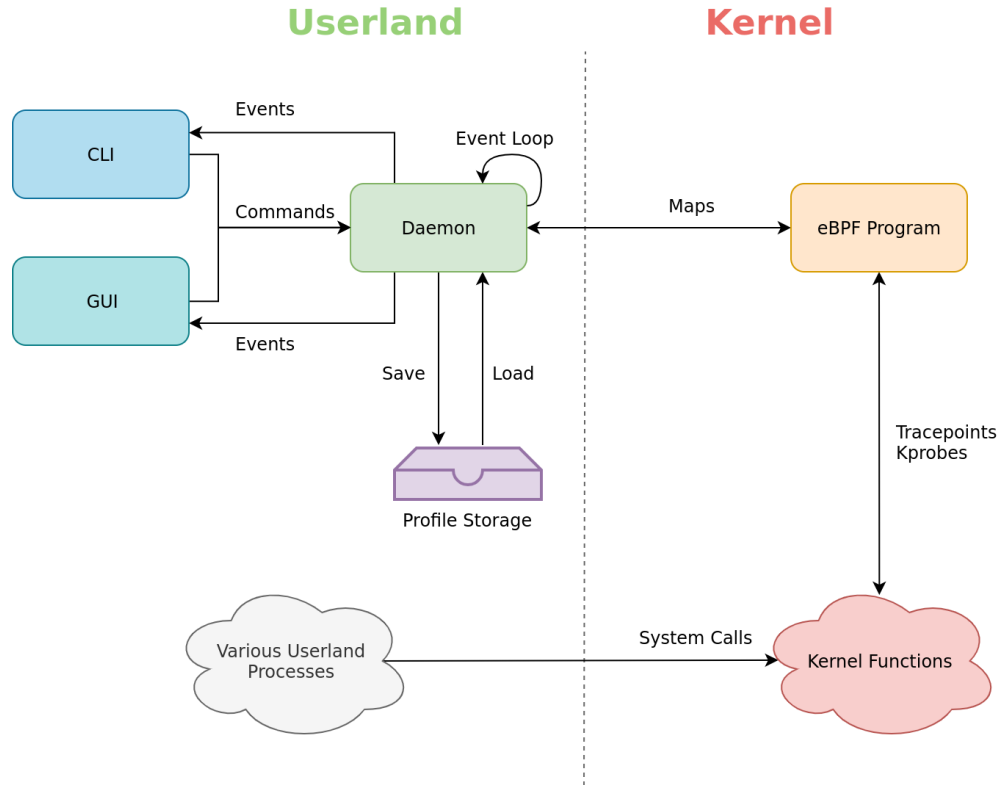 Userland
Kernel
Events
CLI
Event Loop
Commands
Maps
Daemon
eBPF Program
GUI
Events
Save
Load
Tracepoints
Kprobes
Profile Storage
System Calls
Various Userland
Processes
Kernel Functions